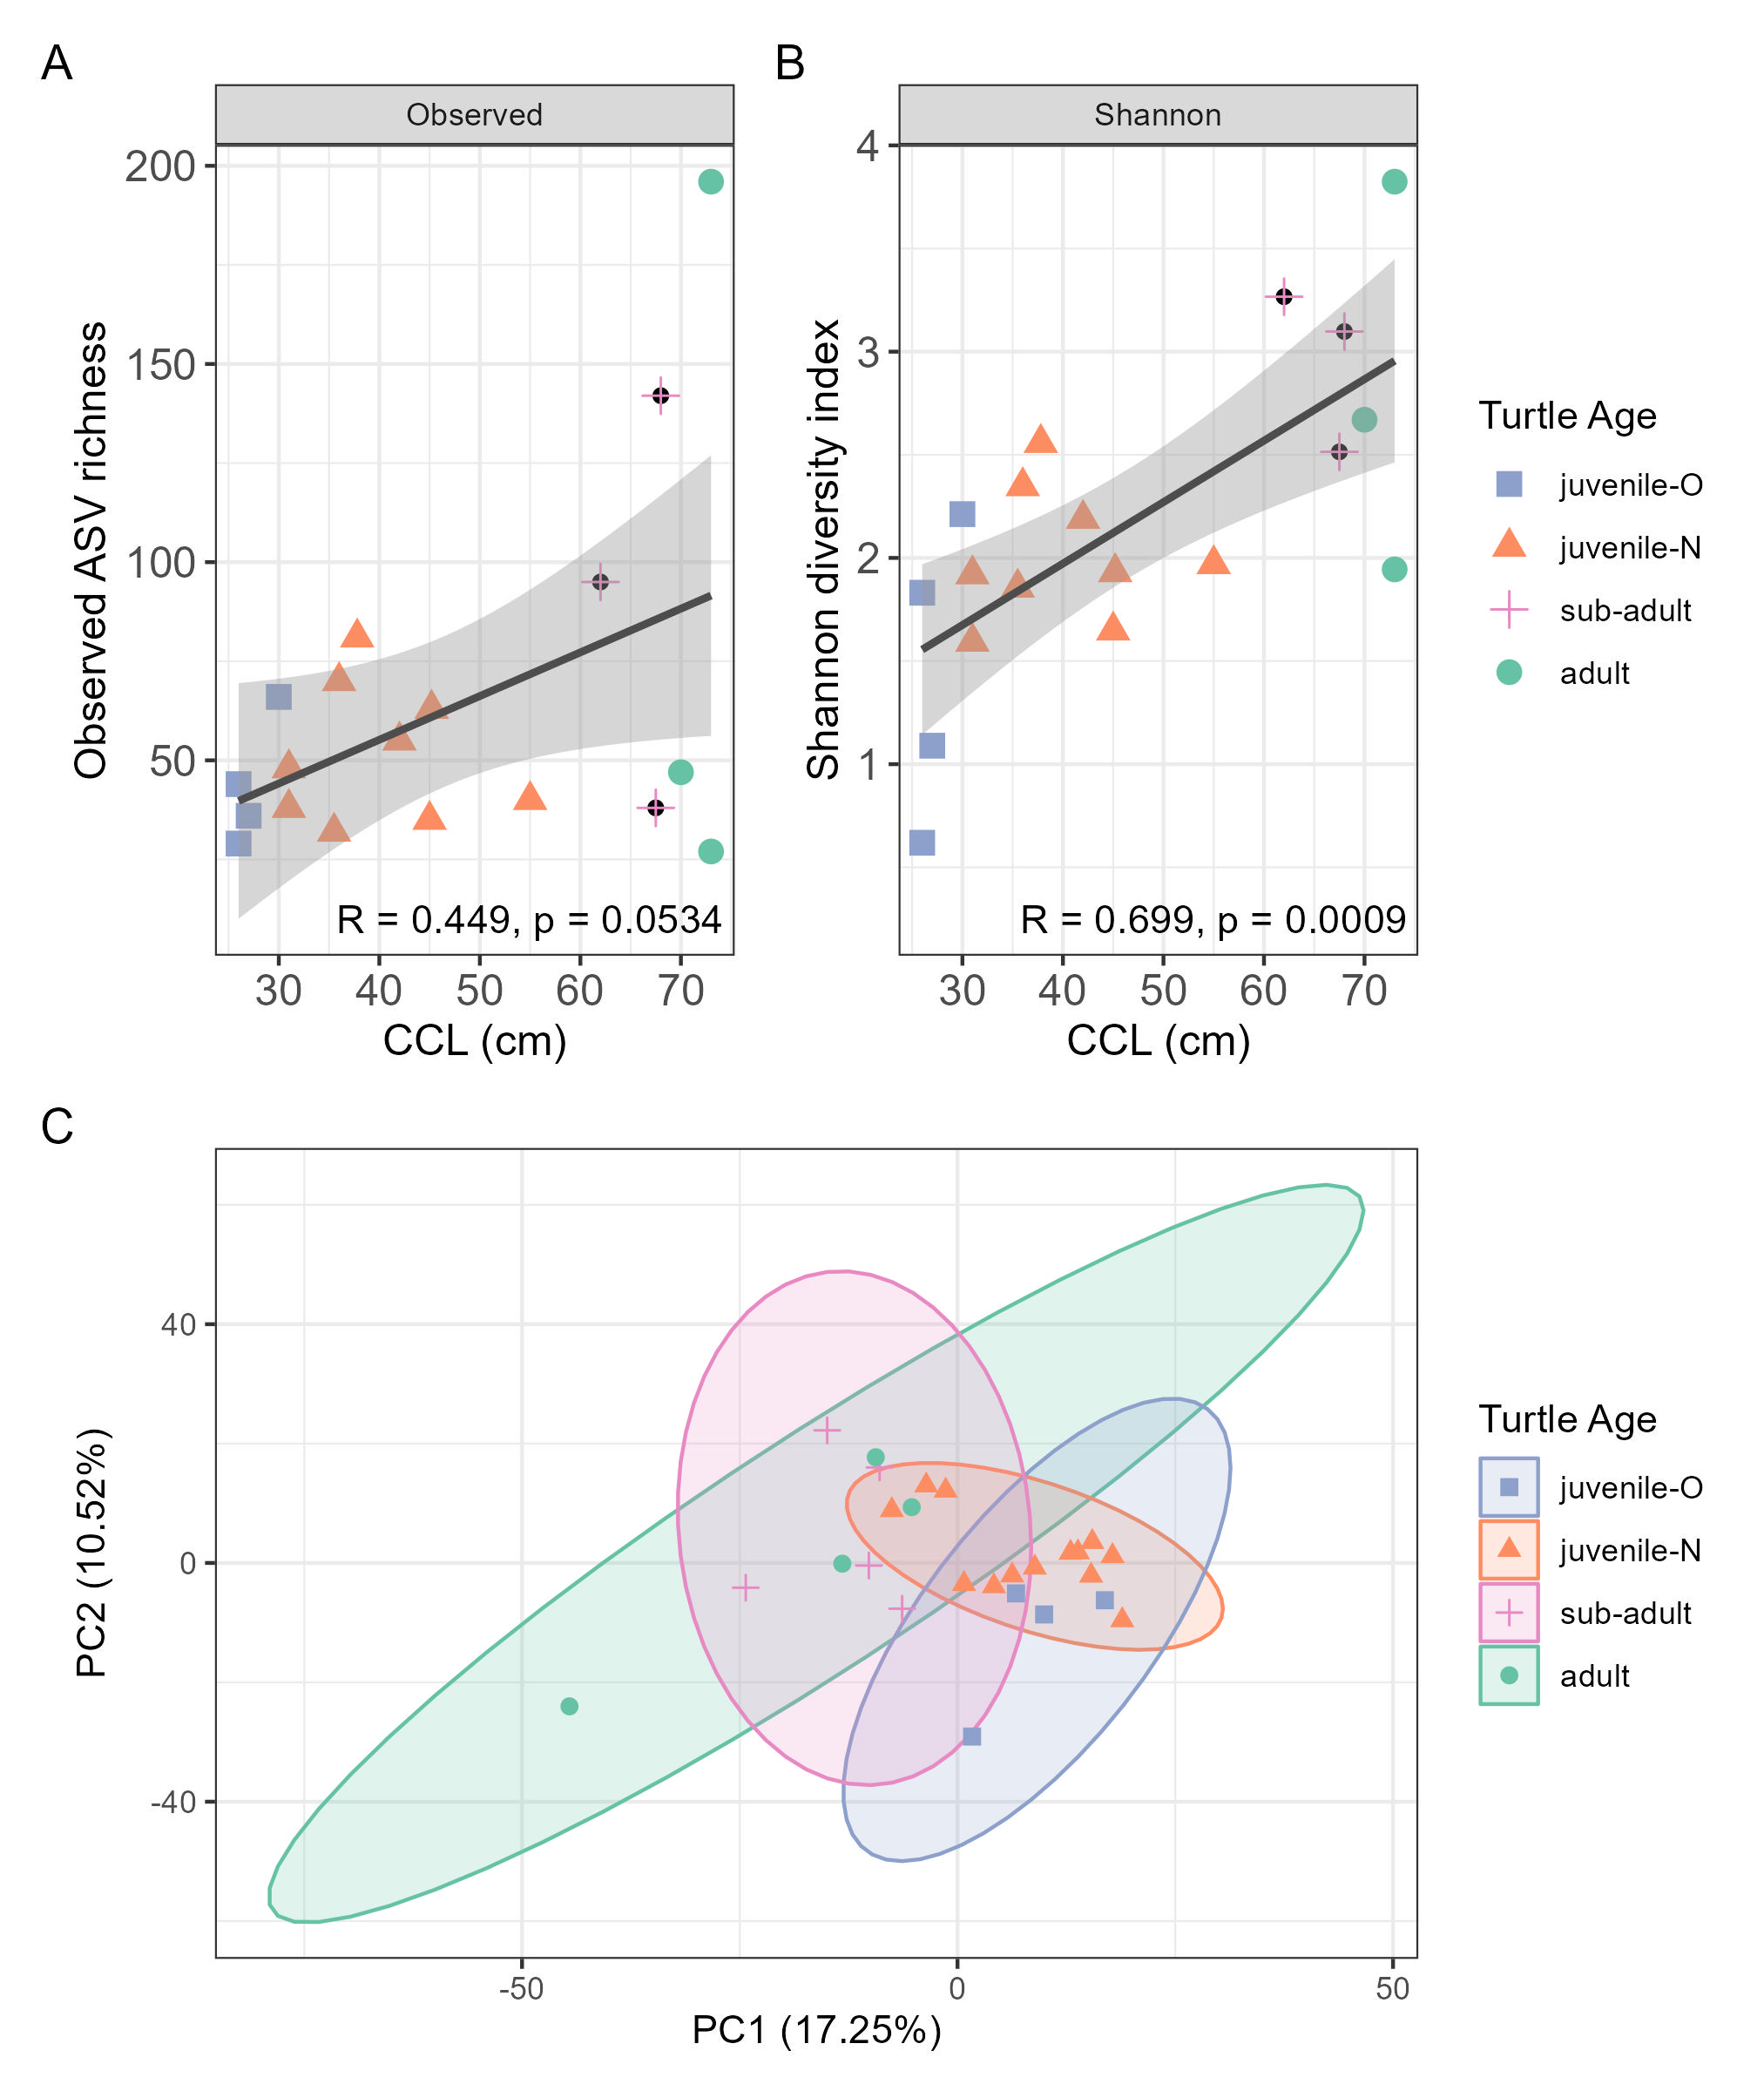 A
B
Observed
Shannon
Observed ASV richness
200
150
100
50
R = 0.449, p = 0.0534
30 40 50 60 70
CCL (cm)
Shannon diversity index
4
3
2
1
R = 0.699, p = 0.0009
30 40 50 60 70
CCL (cm)
Turtle Age
juvenile-O
juvenile-N
sub-adult
adult
C
PC2 (10.52%)
40
0
-40
-50 0 50
PC1 (17.25%)
Turtle Age
juvenile-O
juvenile-N
sub-adult
adult